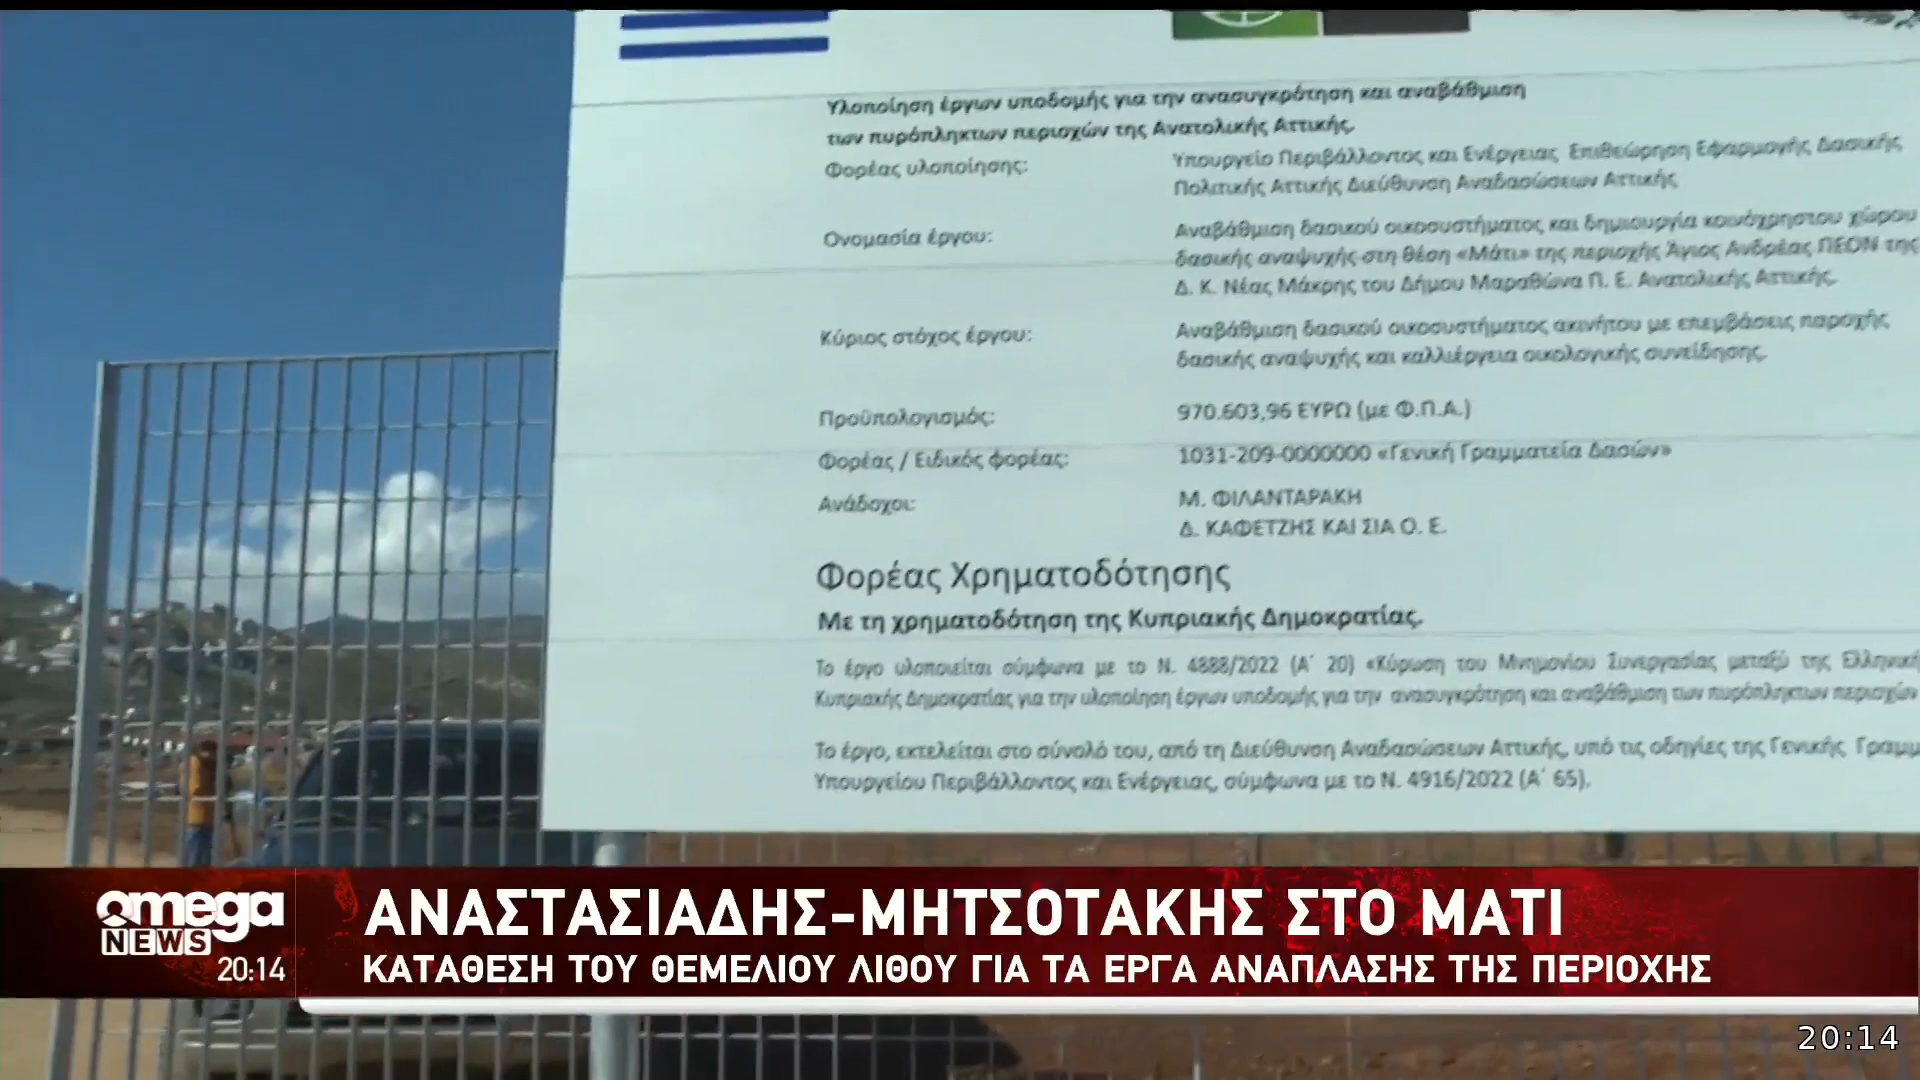 Υλοποίηση έργων υποδομής για την ανασυγκρότηση και αναβάθμιση
των πυρόπληκτων περιοχών της Ανατολικής Αττικής.
Φορέας υλοποίησης:
Υπουργείο Περιβάλλοντος και Ενέργειας Επιθεώρηση Εφαρμογής Δασικής
Πολιτικής Αττικής Διεύθυνση Αναδασώσεων Αττικής
Ονομασία έργου:
Αναβάθμιση δασικού οικοσυστήματος και δημιουργία κοινόχρηστου χώρου
δασικής αναψυχής στη θέση «Μάτι» της περιοχής Άγιος Ανδρέας ΠΕΟΝ της
Δ. Κ. Νέας Μάκρης του Δήμου Μαραθώνα Π. Ε. Ανατολικής Αττικής.
Κύριος στόχος έργου:
Αναβάθμιση δασικού οικοσυστήματος ακινήτου με επεμβάσεις παροχής
δασικής αναψυχής και καλλιέργεια οικολογικής συνείδησης.
Προϋπολογισμός:
970.603,96 ΕΥΡΩ (με Φ.Π.Α.)
Φορέας / Ειδικός φορέας:
1031-209-0000000 «Γενική Γραμματεία Δασών»
Ανάδοχοι:
Μ. ΦΙΛΑΝΤΑΡΑΚΗ
Δ. ΚΑΦΕΤΖΗΣ ΚΑΙ ΣΙΑ Ο. Ε.
Φορέας Χρηματοδότησης
Με τη χρηματοδότηση της Κυπριακής Δημοκρατίας.
Το έργο υλοποιείται σύμφωνα με το Ν. 4888/2022 (Α΄ 20) «Κύρωση του Μνημονίου Συνεργασίας μεταξύ της Ελληνική
Κυπριακής Δημοκρατίας για την υλοποίηση έργων υποδομής για την ανασυγκρότηση και αναβάθμιση των πυρόπληκτων περιοχών
Το έργο, εκτελείται στο σύνολό του, από τη Διεύθυνση Αναδασώσεων Αττικής, υπό τις οδηγίες της Γενικής Γραμμ
Υπουργείου Περιβάλλοντος και Ενέργειας, σύμφωνα με το Ν. 4916/2022 (Α΄ 65).
omega
NEWS
20:14
ΑΝΑΣΤΑΣΙΑΔΗΣ-ΜΗΤΣΟΤΑΚΗΣ ΣΤΟ ΜΑΤΙ
ΚΑΤΑΘΕΣΗ ΤΟΥ ΘΕΜΕΛΙΟΥ ΛΙΘΟΥ ΓΙΑ ΤΑ ΕΡΓΑ ΑΝΑΠΛΑΣΗΣ ΤΗΣ ΠΕΡΙΟΧΗΣ
20:14